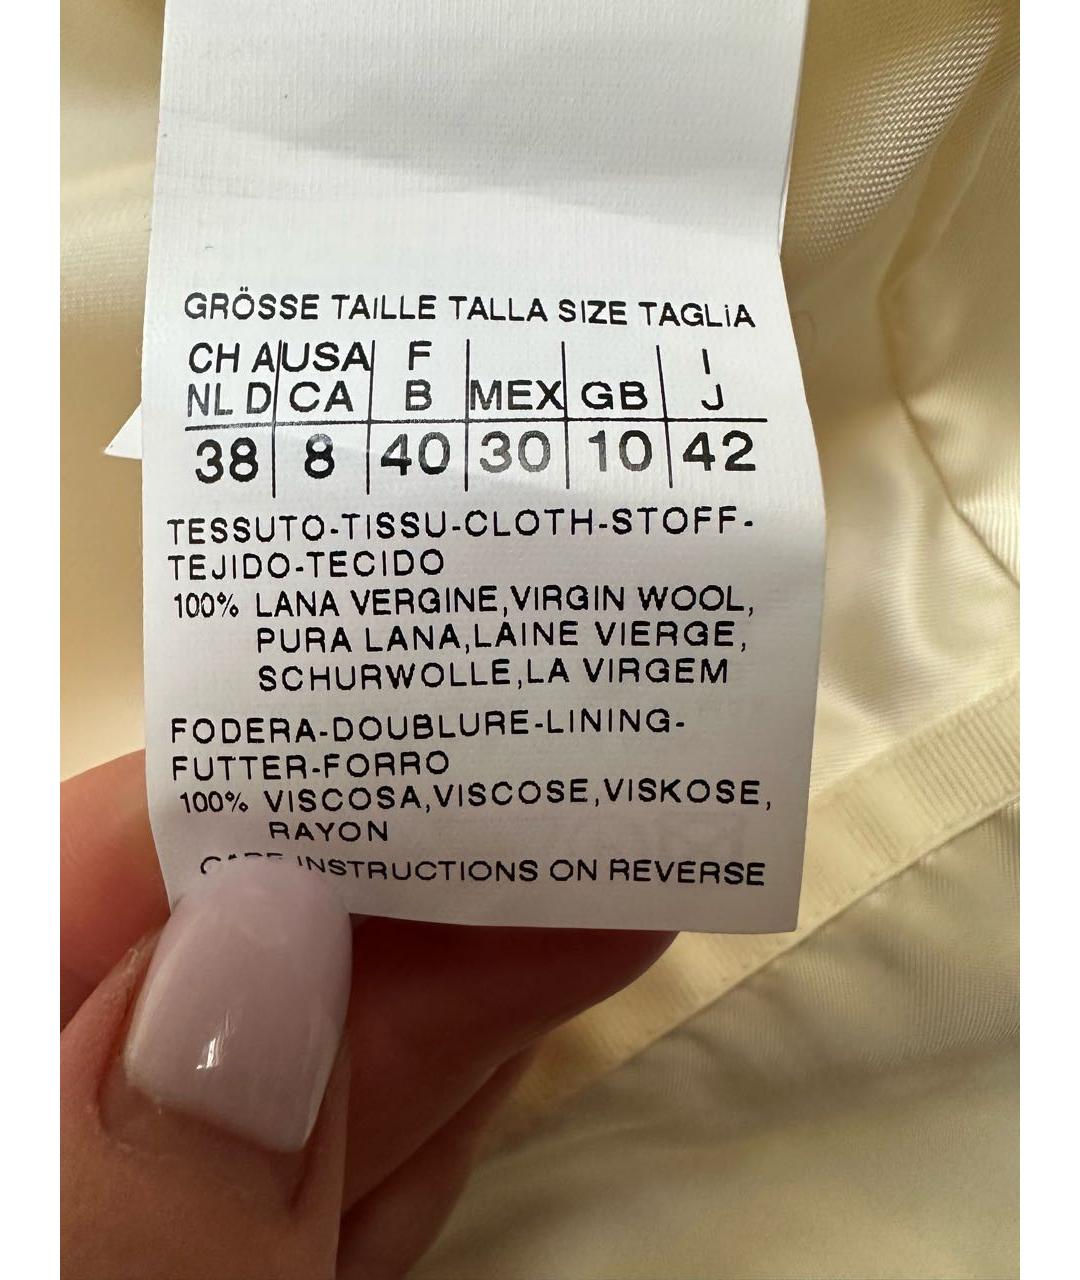 GRÖSSE TAILLE TALLA SIZE TAGLiA
CH A USA F I
NL D CA B MEX GB J
38 8 40 30 10 42
TESSUTO-TISSU-CLOTH-STOFF-
TEJIDO-TECIDO
100% LANA VERGINE,VIRGIN WOOL,
PURA LANA,LAINE VIERGE,
SCHURWOLLE,LA VIRGEM
FODERA-DOUBLURE-LINING-
FUTTER-FORRO
100% VISCOSA,VISCOSE,VISKOSE,
RAYON
CARE INSTRUCTIONS ON REVERSE